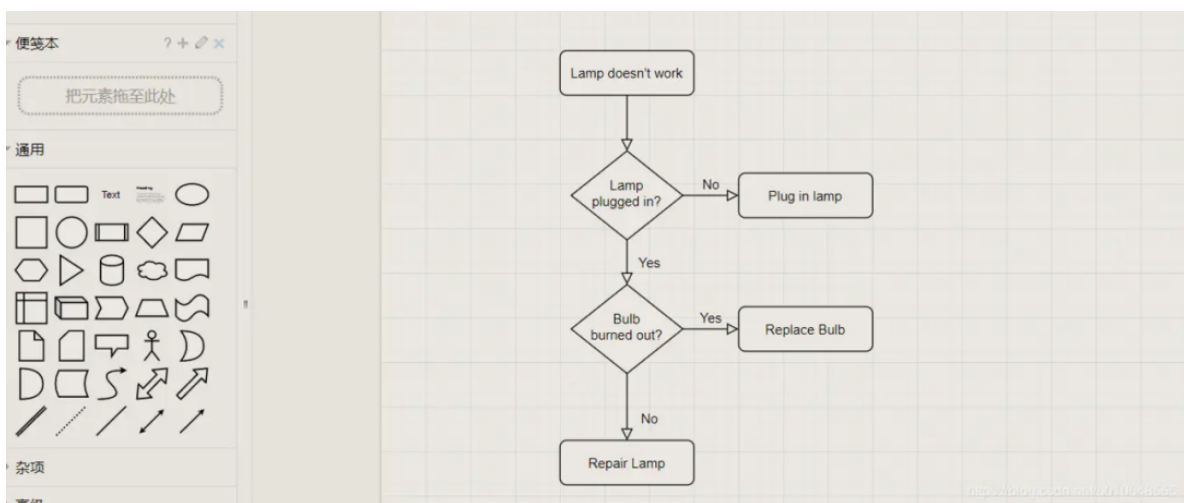 便笺本
?
把元素拖至此处
通用
Text
Heading
杂项
Lamp doesn't work
Lamp
plugged in?
No
Plug in lamp
Yes
Bulb
burned out?
Yes
Replace Bulb
No
Repair Lamp